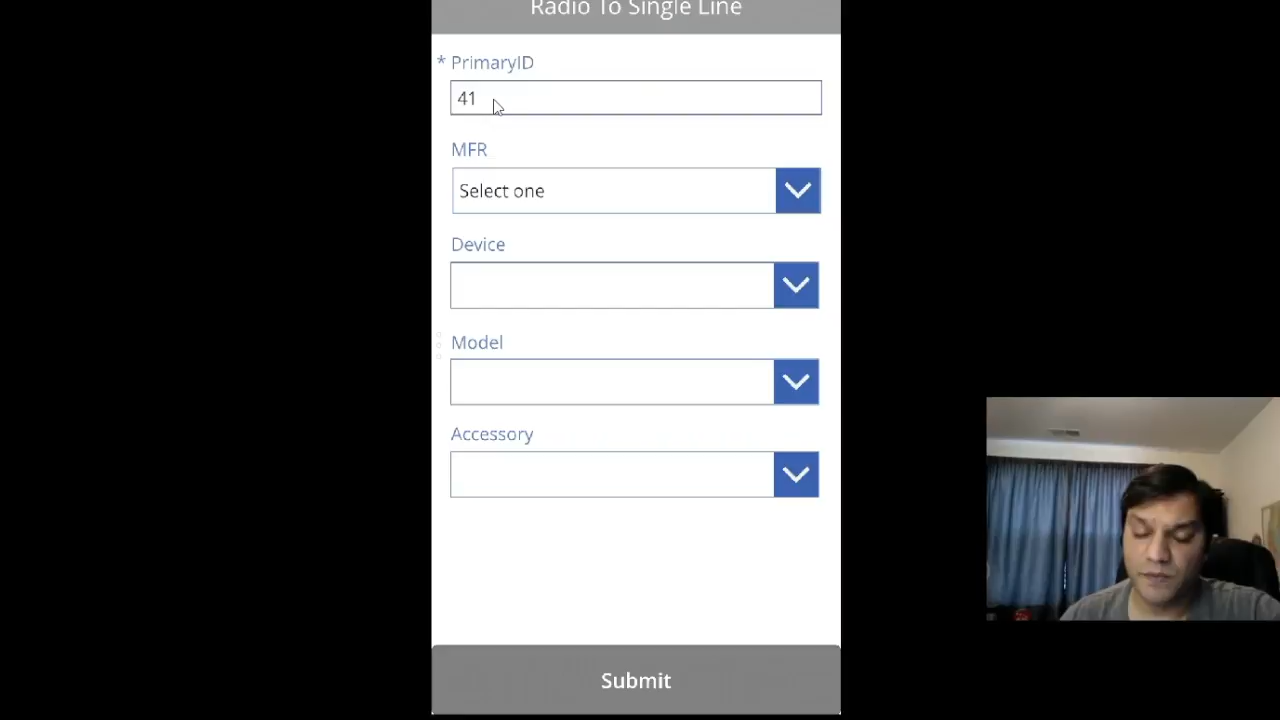 Radio To Single Line
* PrimaryID
41
MFR
Select one
Device
Model
Accessory
Submit